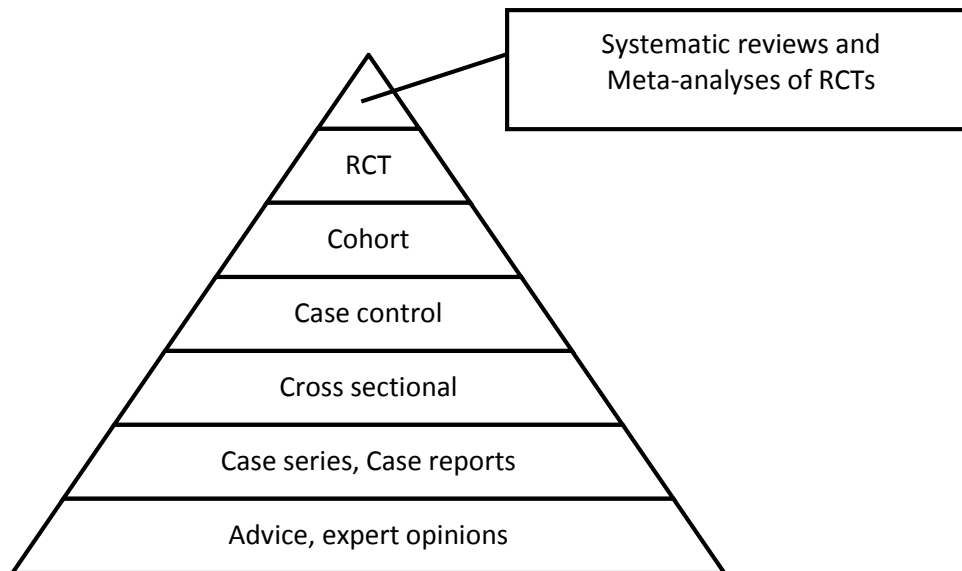 Systematic reviews and
Meta-analyses of RCTs
RCT
Cohort
Case control
Cross sectional
Case series, Case reports
Advice, expert opinions